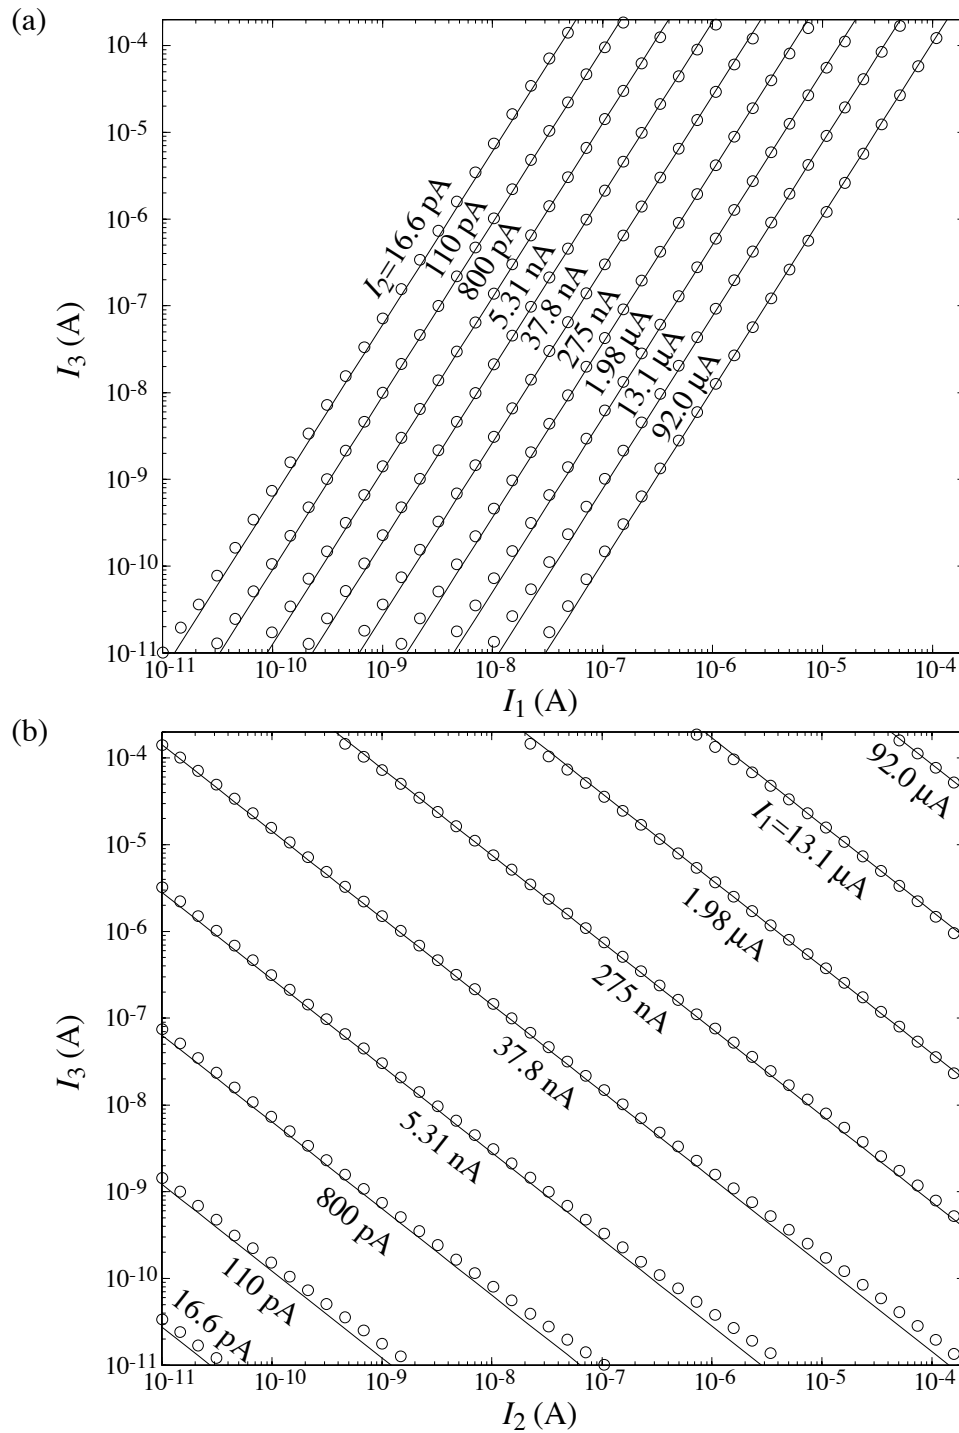 (a)
10⁻⁴
10⁻⁵
10⁻⁶
10⁻⁷
10⁻⁸
10⁻⁹
10⁻¹⁰
10⁻¹¹
I₃ (A)
I₂=16.6 pA
110 pA
800 pA
5.31 nA
37.8 nA
275 nA
1.98 μA
13.1 μA
92.0 μA
10⁻¹¹ 10⁻¹⁰ 10⁻⁹ 10⁻⁸ 10⁻⁷ 10⁻⁶ 10⁻⁵ 10⁻⁴
I₁ (A)
(b)
10⁻⁴
10⁻⁵
10⁻⁶
10⁻⁷
10⁻⁸
10⁻⁹
10⁻¹⁰
10⁻¹¹
I₃ (A)
92.0 μA
I₁=13.1 μA
1.98 μA
275 nA
37.8 nA
5.31 nA
800 pA
110 pA
16.6 pA
10⁻¹¹ 10⁻¹⁰ 10⁻⁹ 10⁻⁸ 10⁻⁷ 10⁻⁶ 10⁻⁵ 10⁻⁴
I₂ (A)